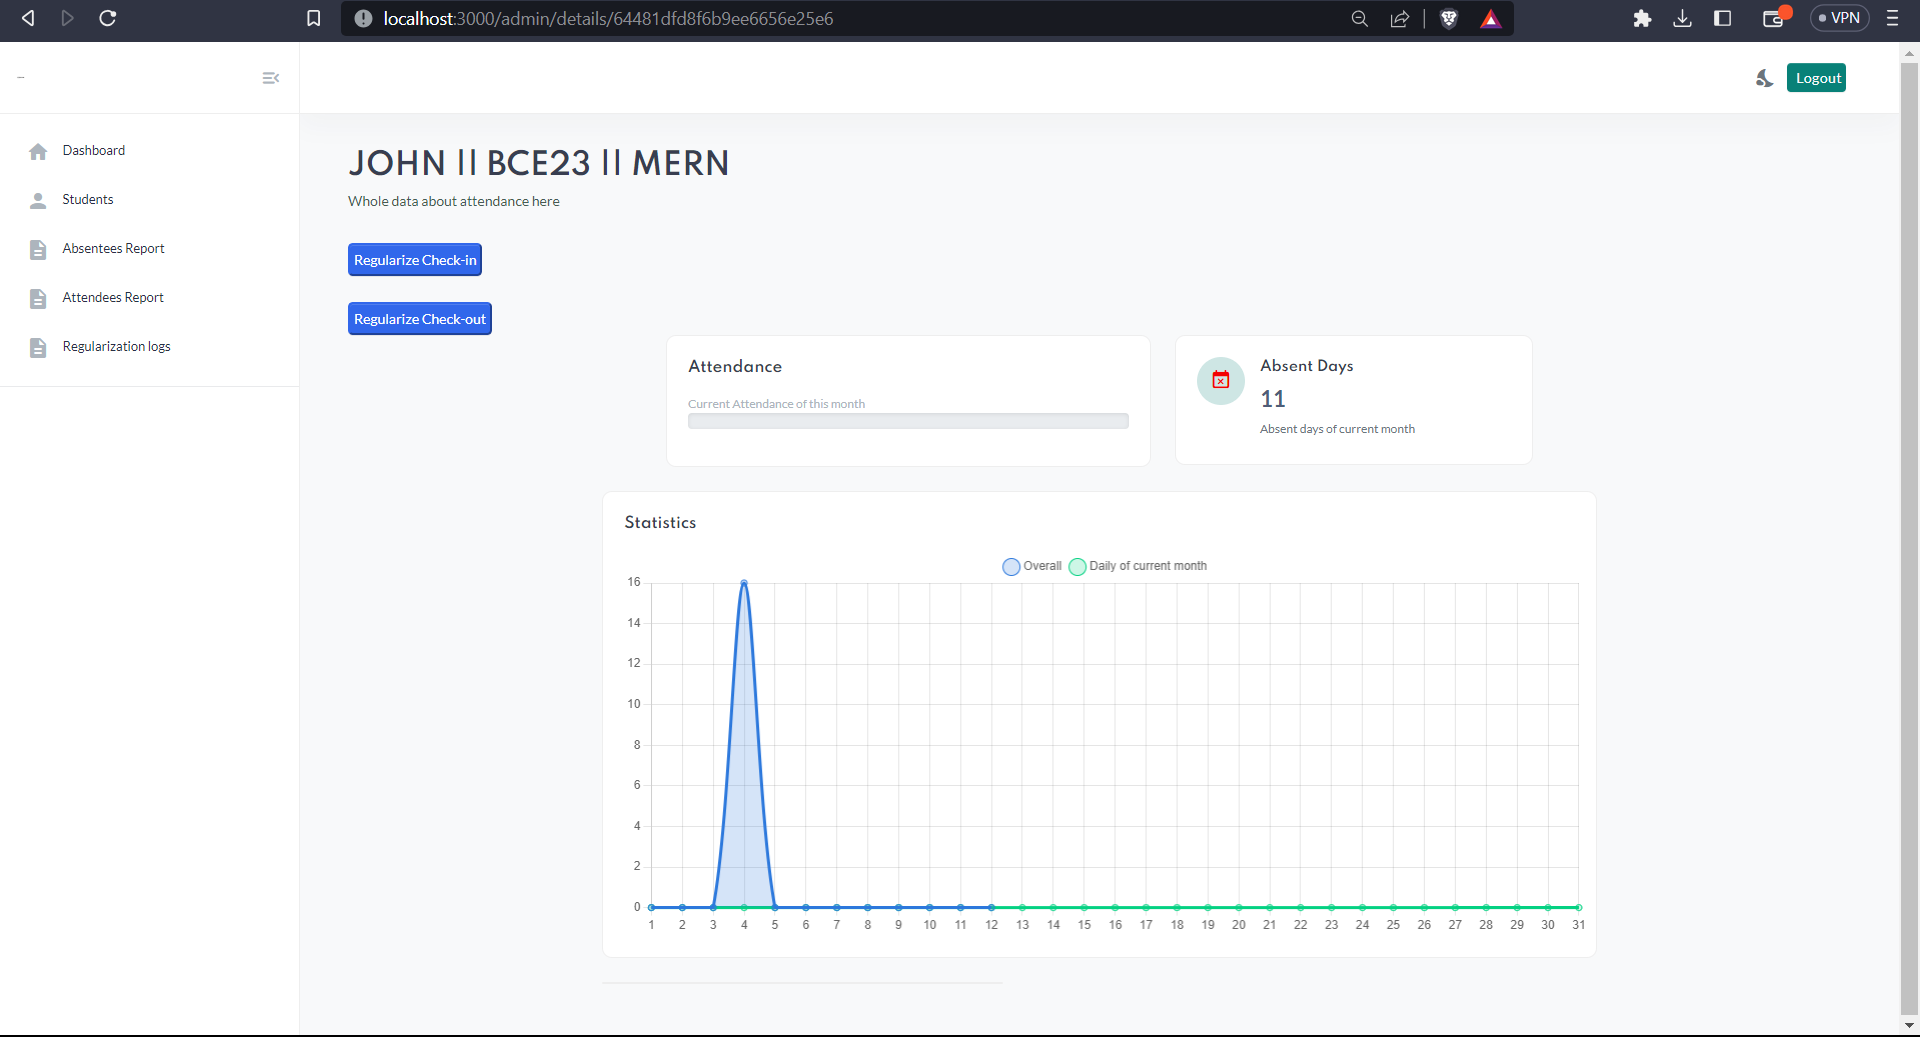 localhost:3000/admin/details/64481dfd8f6b9ee6656e25e6
VPN
--
Logout
Dashboard
Students
Absentees Report
Attendees Report
Regularization logs
JOHN || BCE23 || MERN
Whole data about attendance here
Regularize Check-in
Regularize Check-out
Attendance
Current Attendance of this month
Absent Days
11
Absent days of current month
Statistics
Overall Daily of current month
16
14
12
10
8
6
4
2
0
1 2 3 4 5 6 7 8 9 10 11 12 13 14 15 16 17 18 19 20 21 22 23 24 25 26 27 28 29 30 31